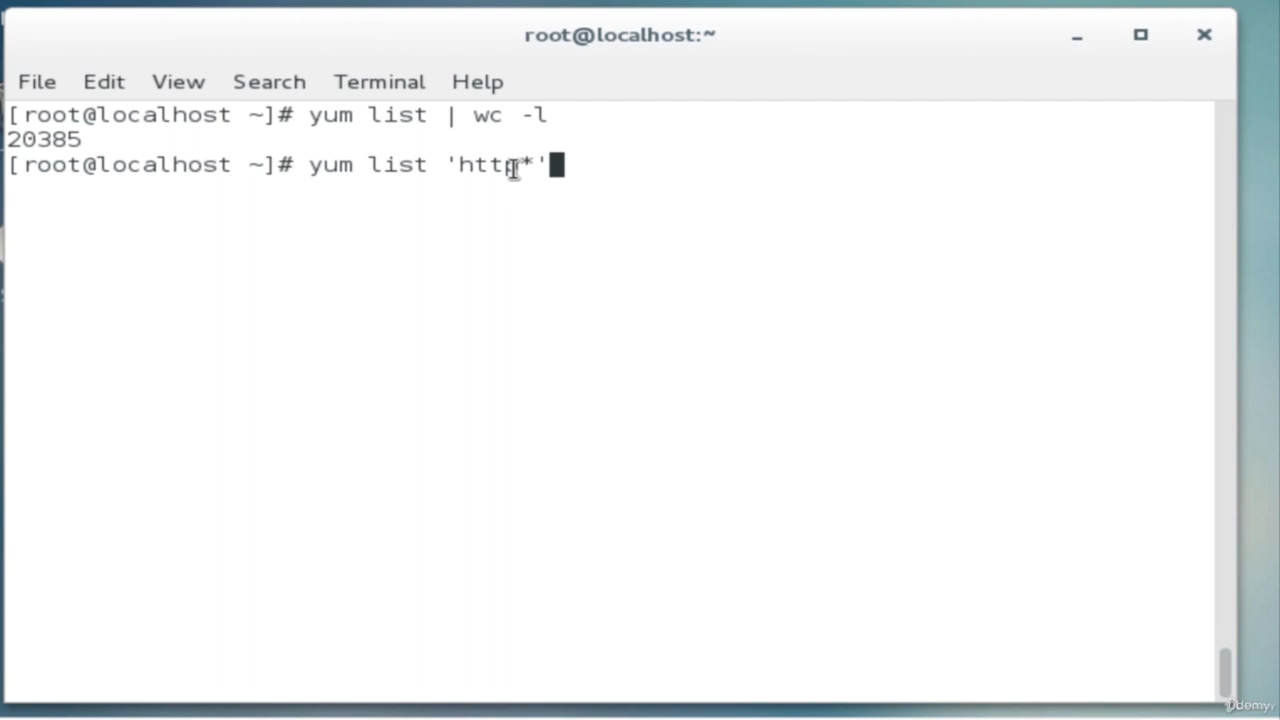 root@localhost:~
File Edit View Search Terminal Help
[root@localhost ~]# yum list | wc -l
20385
[root@localhost ~]# yum list 'http*'
Udemy